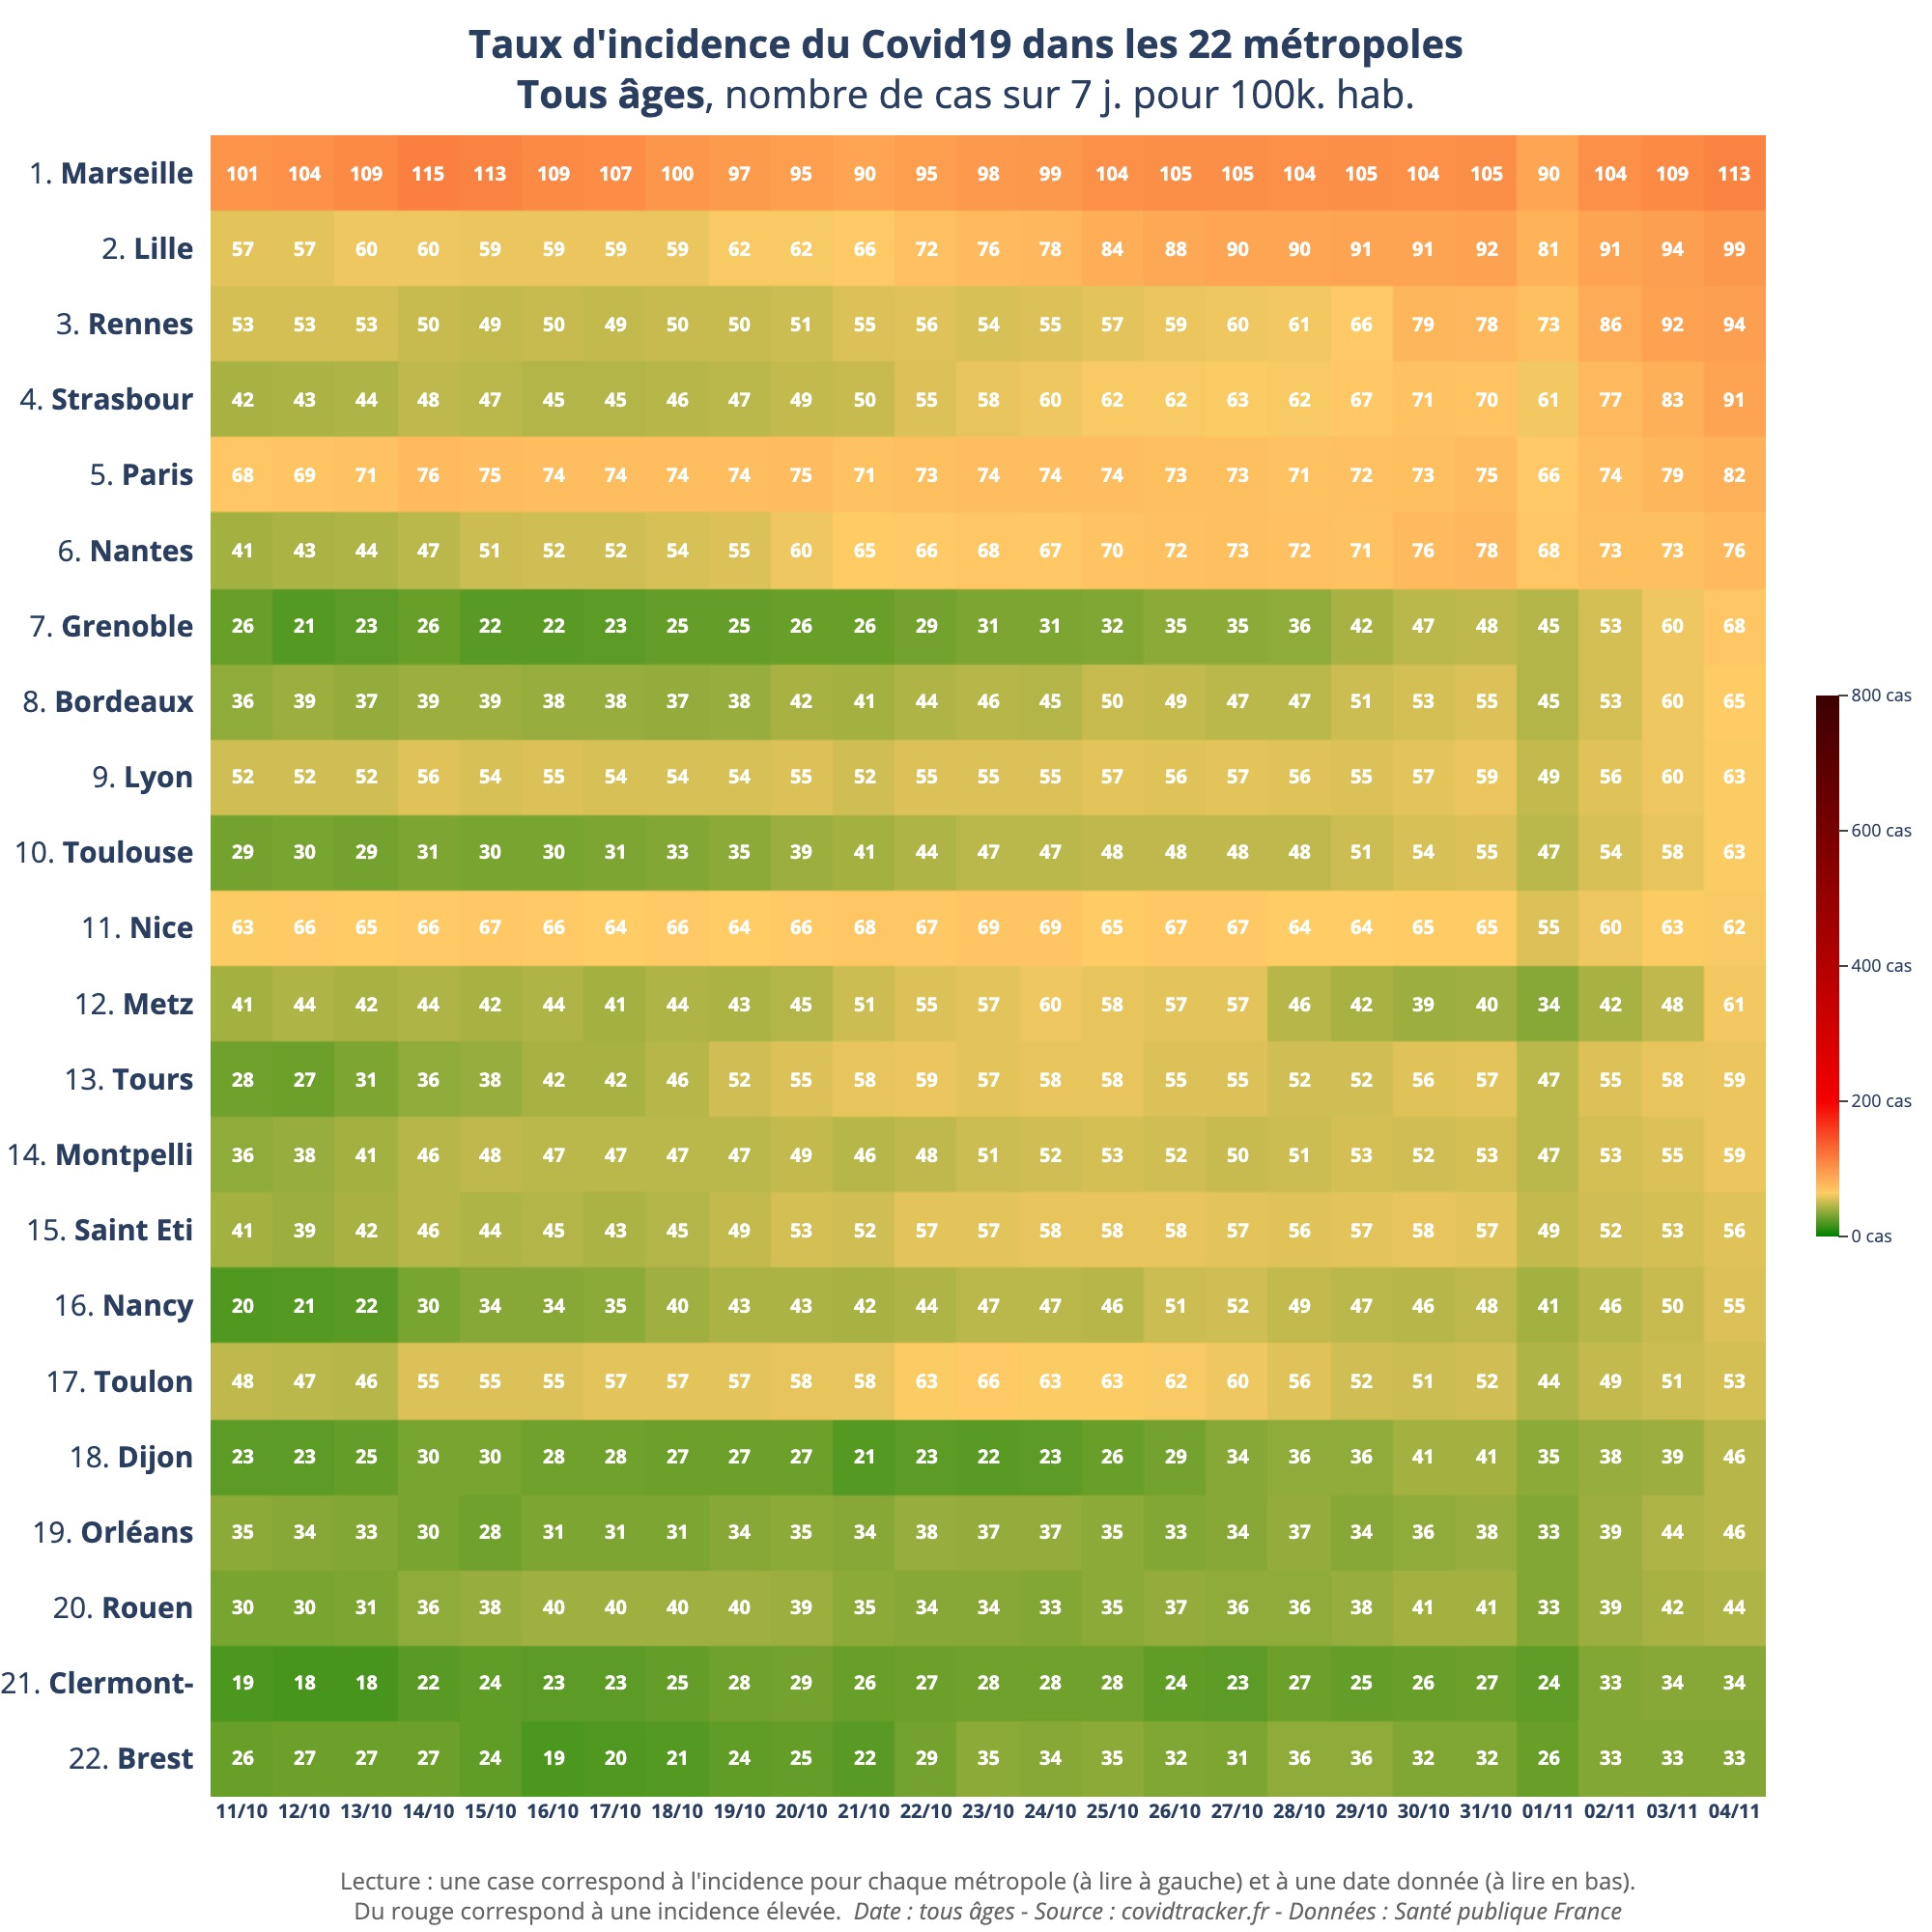 Taux d'incidence du Covid19 dans les 22 métropoles
Tous âges, nombre de cas sur 7 j. pour 100k. hab.
1. Marseille 101 104 109 115 113 109 107 100 97 95 90 95 98 99 104 105 105 104 105 104 105 90 104 109 113
2. Lille 57 57 60 60 59 59 59 59 62 62 66 72 76 78 84 88 90 90 91 91 92 81 91 94 99
3. Rennes 53 53 53 50 49 50 49 50 50 51 55 56 54 55 57 59 60 61 66 79 78 73 86 92 94
4. Strasbour 42 43 44 48 47 45 45 46 47 49 50 55 58 60 62 62 63 62 67 71 70 61 77 83 91
5. Paris 68 69 71 76 75 74 74 74 74 75 71 73 74 74 74 73 73 71 72 73 75 66 74 79 82
6. Nantes 41 43 44 47 51 52 52 54 55 60 65 66 68 67 70 72 73 72 71 76 78 68 73 73 76
7. Grenoble 26 21 23 26 22 22 23 25 25 26 26 29 31 31 32 35 35 36 42 47 48 45 53 60 68
8. Bordeaux 36 39 37 39 39 38 38 37 38 42 41 44 46 45 50 49 47 47 51 53 55 45 53 60 65
9. Lyon 52 52 52 56 54 55 54 54 54 55 52 55 55 55 57 56 57 56 55 57 59 49 56 60 63
10. Toulouse 29 30 29 31 30 30 31 33 35 39 41 44 47 47 48 48 48 48 51 54 55 47 54 58 63
11. Nice 63 66 65 66 67 66 64 66 64 66 68 67 69 69 65 67 67 64 64 65 65 55 60 63 62
12. Metz 41 44 42 44 42 44 41 44 43 45 51 55 57 60 58 57 57 46 42 39 40 34 42 48 61
13. Tours 28 27 31 36 38 42 42 46 52 55 58 59 57 58 58 55 55 52 52 56 57 47 55 58 59
14. Montpelli 36 38 41 46 48 47 47 47 47 49 46 48 51 52 53 52 50 51 53 52 53 47 53 55 59
15. Saint Eti 41 39 42 46 44 45 43 45 49 53 52 57 57 58 58 58 57 56 57 58 57 49 52 53 56
16. Nancy 20 21 22 30 34 34 35 40 43 43 42 44 47 47 46 51 52 49 47 46 48 41 46 50 55
17. Toulon 48 47 46 55 55 55 57 57 57 58 58 63 66 63 63 62 60 56 52 51 52 44 49 51 53
18. Dijon 23 23 25 30 30 28 28 27 27 27 21 23 22 23 26 29 34 36 36 41 41 35 38 39 46
19. Orléans 35 34 33 30 28 31 31 31 34 35 34 38 37 37 35 33 34 37 34 36 38 33 39 44 46
20. Rouen 30 30 31 36 38 40 40 40 40 39 35 34 34 33 35 37 36 36 38 41 41 33 39 42 44
21. Clermont- 19 18 18 22 24 23 23 25 28 29 26 27 28 28 28 24 23 27 25 26 27 24 33 34 34
22. Brest 26 27 27 27 24 19 20 21 24 25 22 29 35 34 35 32 31 36 36 32 32 26 33 33 33
11/10 12/10 13/10 14/10 15/10 16/10 17/10 18/10 19/10 20/10 21/10 22/10 23/10 24/10 25/10 26/10 27/10 28/10 29/10 30/10 31/10 01/11 02/11 03/11 04/11
800 cas
600 cas
400 cas
200 cas
0 cas
Lecture : une case correspond à l'incidence pour chaque métropole (à lire à gauche) et à une date donnée (à lire en bas).
Du rouge correspond à une incidence élevée. Date : tous âges - Source : covidtracker.fr - Données : Santé publique France